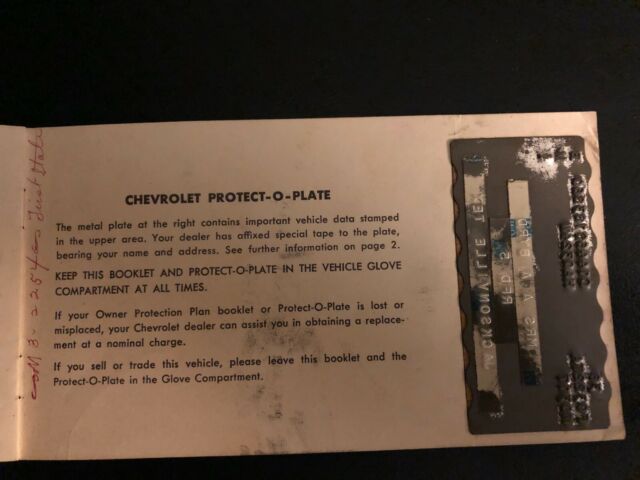 CHEVROLET PROTECT-O-PLATE
The metal plate at the right contains important vehicle data stamped
in the upper area. Your dealer has affixed special tape to the plate,
bearing your name and address. See further information on page 2.
KEEP THIS BOOKLET AND PROTECT-O-PLATE IN THE VEHICLE GLOVE
COMPARTMENT AT ALL TIMES.
If your Owner Protection Plan booklet or Protect-O-Plate is lost or
misplaced, your Chevrolet dealer can assist you in obtaining a replace-
ment at a nominal charge.
If you sell or trade this vehicle, please leave this booklet and the
Protect-O-Plate in the Glove Compartment.
JACKSONVILLE TEX